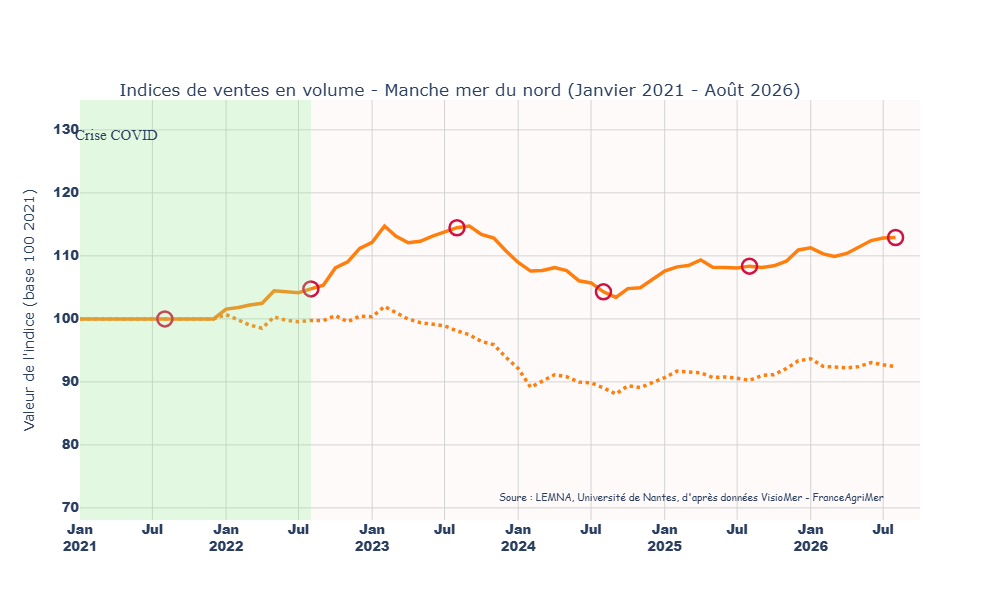 Indices de ventes en volume - Manche mer du nord (Janvier 2021 - Août 2026)
Valeur de l'indice (base 100 2021)
130
Crise COVID
120
110
100
90
80
70
Soure : LEMNA, Université de Nantes, d'après données VisioMer - FranceAgriMer
Jan Jul Jan Jul Jan Jul Jan Jul Jan Jul Jan Jul
2021 2022 2023 2024 2025 2026